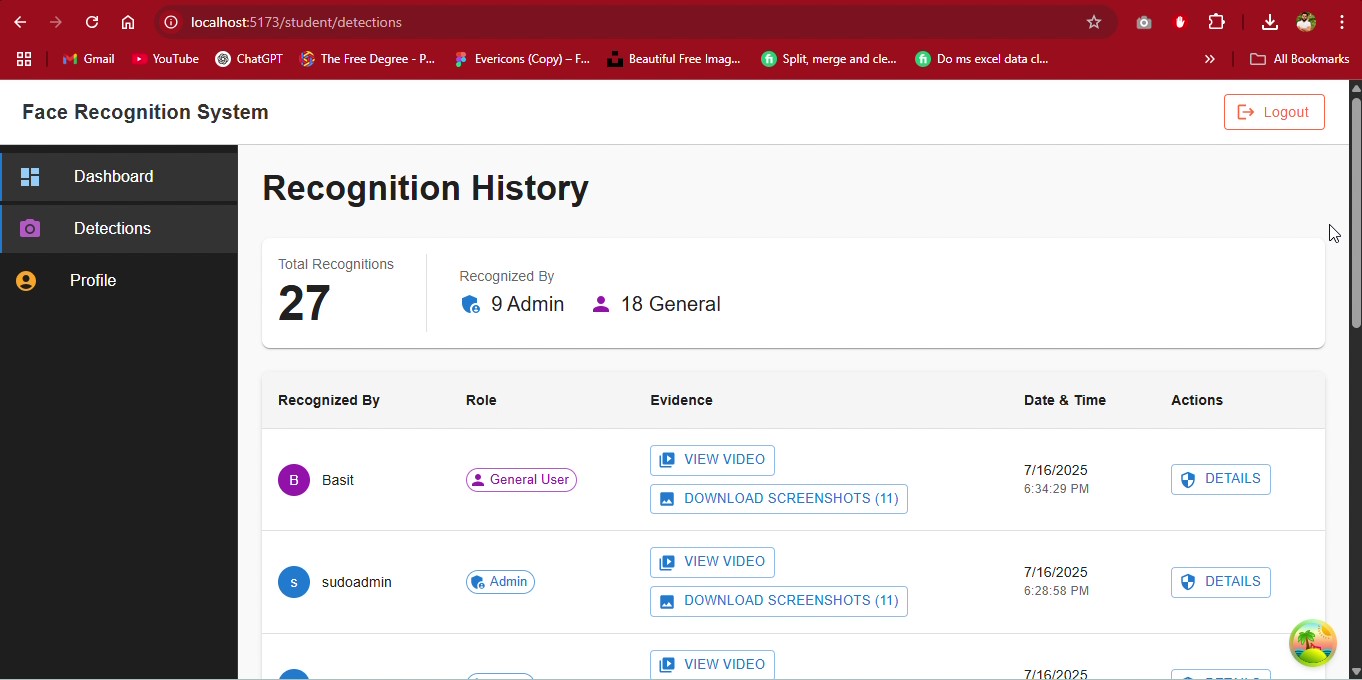 localhost:5173/student/detections
Gmail
YouTube
ChatGPT
The Free Degree - P...
Evericons (Copy) – F...
Beautiful Free Imag...
Split, merge and cle...
Do ms excel data cl...
All Bookmarks
Face Recognition System
Logout
Dashboard
Detections
Profile
Recognition History
Total Recognitions
27
Recognized By
9 Admin
18 General
Recognized By Role Evidence Date & Time Actions
B Basit
General User
VIEW VIDEO
DOWNLOAD SCREENSHOTS (11)
7/16/2025
6:34:29 PM
DETAILS
s sudoadmin
Admin
VIEW VIDEO
DOWNLOAD SCREENSHOTS (11)
7/16/2025
6:28:58 PM
DETAILS
VIEW VIDEO
7/16/2025